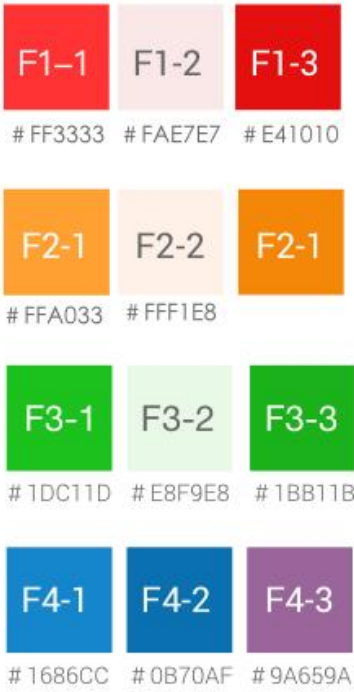 F1–1 F1-2 F1-3
# FF3333 # FAE7E7 # E41010
F2-1 F2-2 F2-1
# FFA033 # FFF1E8
F3-1 F3-2 F3-3
# 1DC11D # E8F9E8 # 1BB11B
F4-1 F4-2 F4-3
# 1686CC # 0B70AF # 9A659A